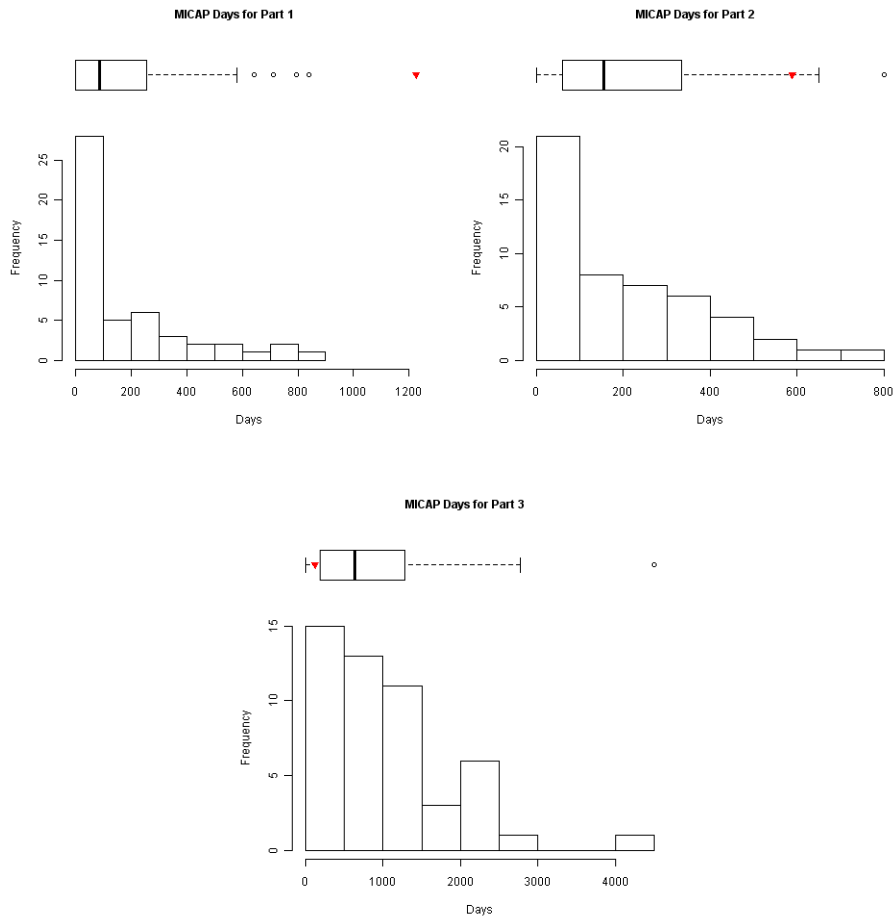 MICAP Days for Part 1
Frequency
0 5 10 15 20 25
0 200 400 600 800 1000 1200
Days
MICAP Days for Part 2
Frequency
0 5 10 15 20
0 200 400 600 800
Days
MICAP Days for Part 3
Frequency
0 5 10 15
0 1000 2000 3000 4000
Days